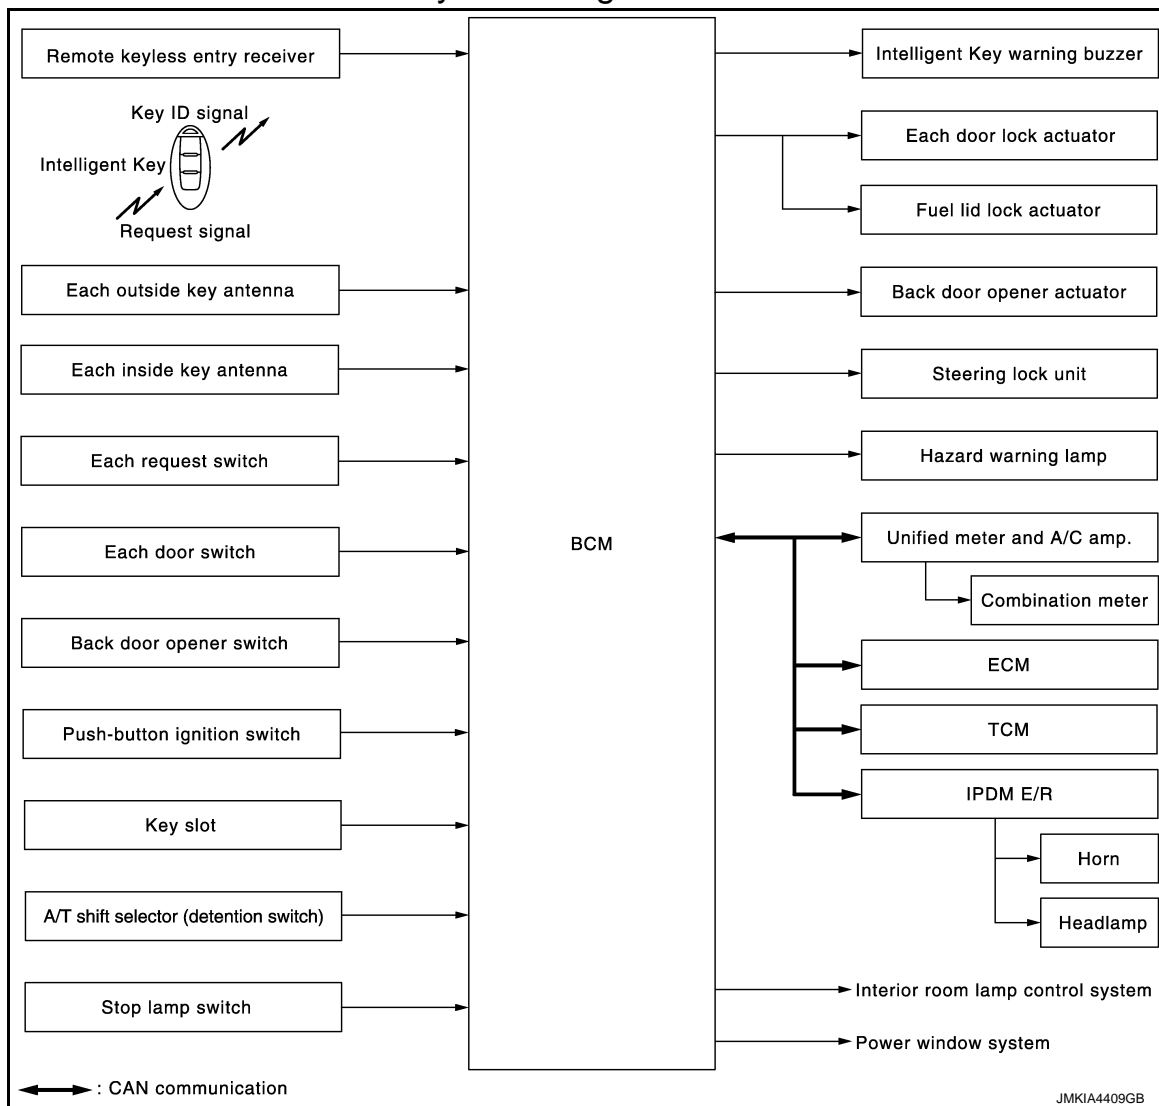 Remote keyless entry receiver
Key ID signal
Intelligent Key
Request signal
Each outside key antenna
Each inside key antenna
Each request switch
Each door switch
Back door opener switch
Push-button ignition switch
Key slot
A/T shift selector (detention switch)
Stop lamp switch
: CAN communication
BCM
Intelligent Key warning buzzer
Each door lock actuator
Fuel lid lock actuator
Back door opener actuator
Steering lock unit
Hazard warning lamp
Unified meter and A/C amp.
Combination meter
ECM
TCM
IPDM E/R
Horn
Headlamp
Interior room lamp control system
Power window system
JMKIA4409GB